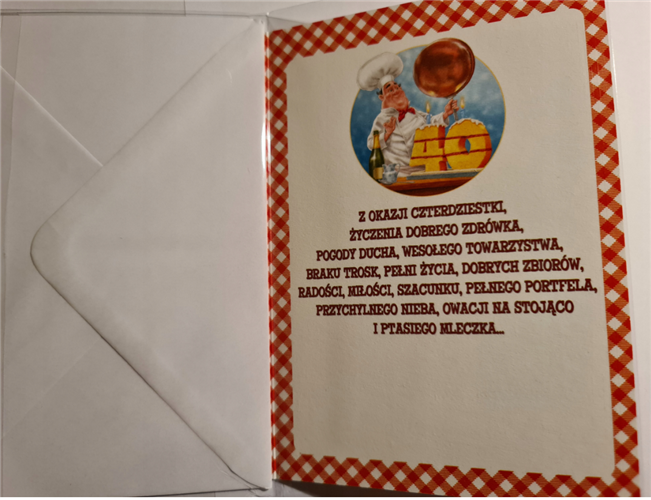 40
Z OKAZJI CZTERDZIESTKI,
ŻYCZENIA DOBREGO ZDRÓWKA,
POGODY DUCHA, WESOŁEGO TOWARZYSTWA,
BRAKU TROSK, PEŁNI ŻYCIA, DOBRYCH ZBIORÓW,
RADOŚCI, MIŁOŚCI, SZACUNKU, PEŁNEGO PORTFELA,
PRZYCHYLNEGO NIEBA, OWACJI NA STOJĄCO
I PTASIEGO MLECZKA...